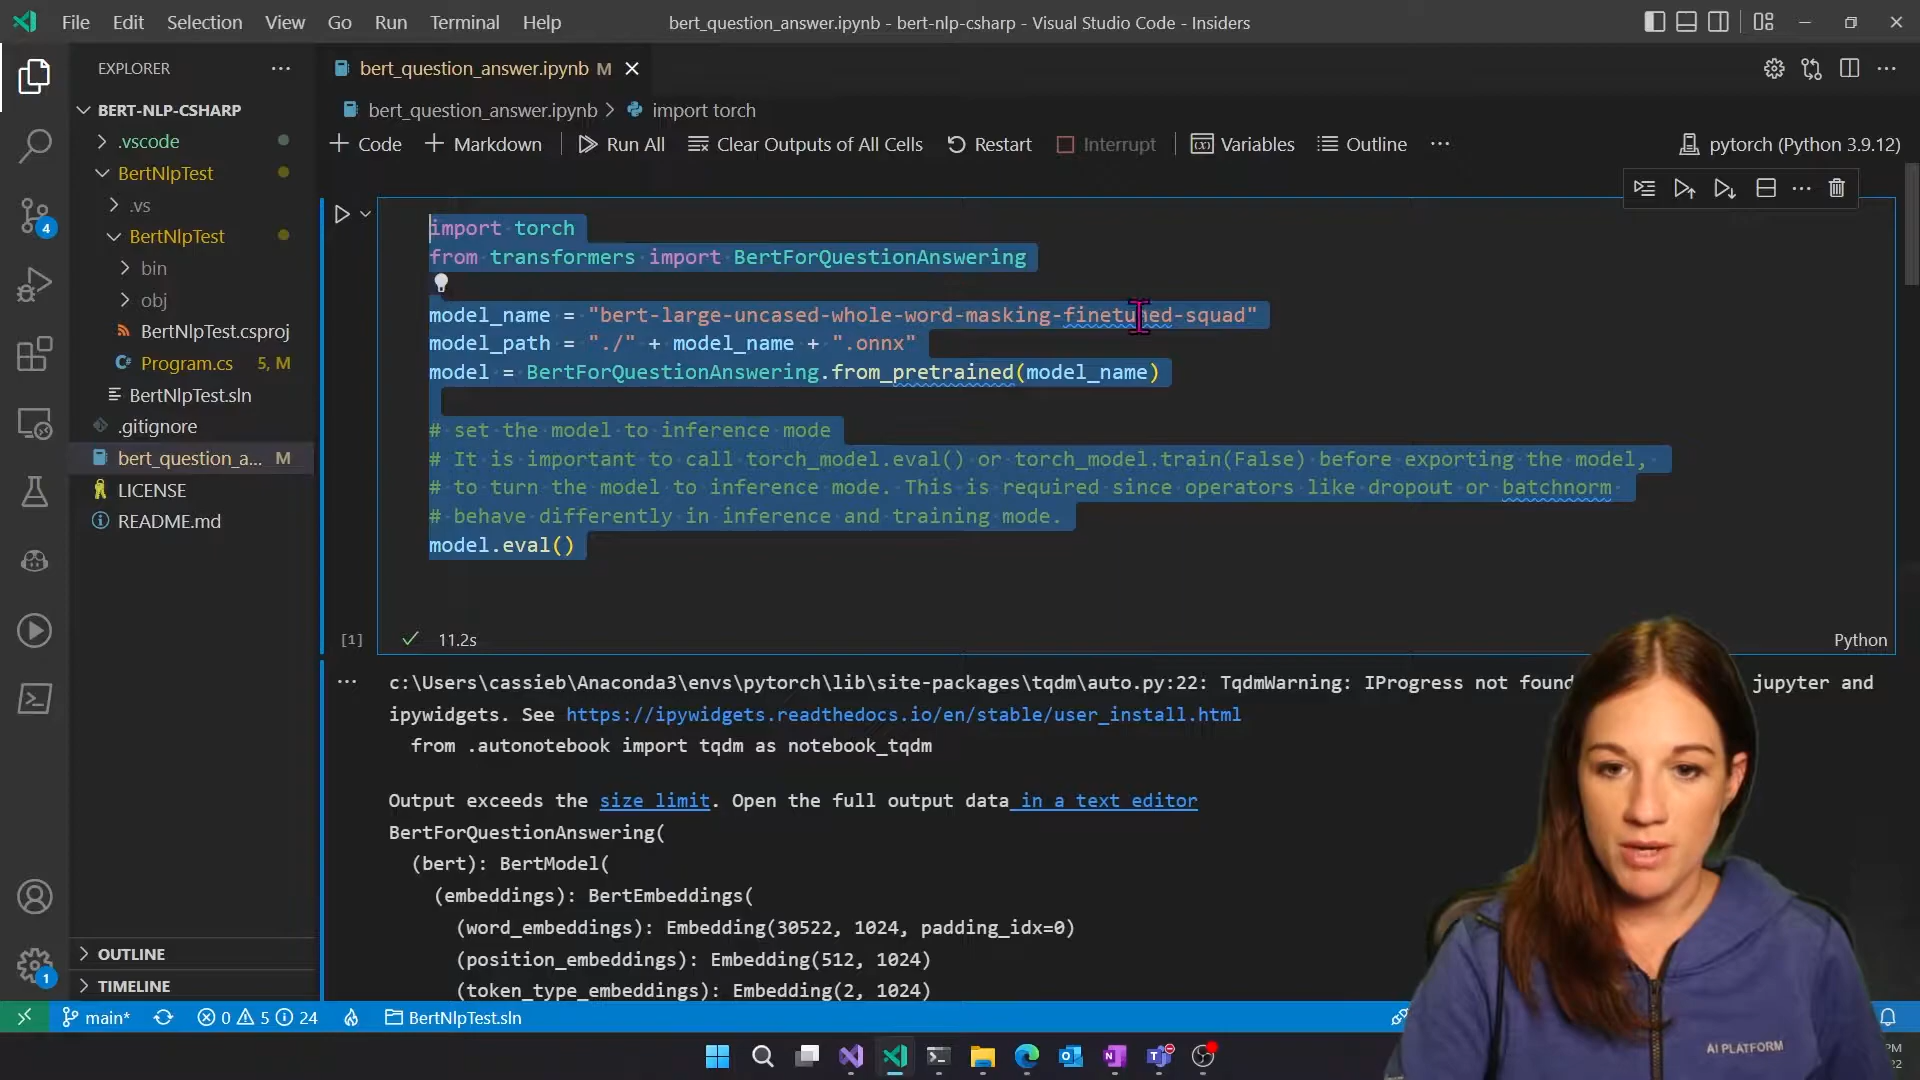 File Edit Selection View Go Run Terminal Help
bert_question_answer.ipynb - bert-nlp-csharp - Visual Studio Code - Insiders
EXPLORER
BERT-NLP-CSHARP
.vscode
BertNlpTest
.vs
BertNlpTest
bin
obj
BertNlpTest.csproj
Program.cs 5, M
BertNlpTest.sln
.gitignore
bert_question_a... M
LICENSE
README.md
OUTLINE
TIMELINE
4
1
bert_question_answer.ipynb M
bert_question_answer.ipynb > import torch
+ Code + Markdown Run All Clear Outputs of All Cells Restart Interrupt Variables Outline ... pytorch (Python 3.9.12)
import torch
from transformers import BertForQuestionAnswering
model_name = "bert-large-uncased-whole-word-masking-finetuned-squad"
model_path = "./" + model_name + ".onnx"
model = BertForQuestionAnswering.from_pretrained(model_name)
# set the model to inference mode
# It is important to call torch_model.eval() or torch_model.train(False) before exporting the model,
# to turn the model to inference mode. This is required since operators like dropout or batchnorm
# behave differently in inference and training mode.
model.eval()
[1] 11.2s Python
c:\Users\cassieb\Anaconda3\envs\pytorch\lib\site-packages\tqdm\auto.py:22: TqdmWarning: IProgress not found jupyter and
ipywidgets. See https://ipywidgets.readthedocs.io/en/stable/user_install.html
from .autonotebook import tqdm as notebook_tqdm
Output exceeds the size limit. Open the full output data in a text editor
BertForQuestionAnswering(
(bert): BertModel(
(embeddings): BertEmbeddings(
(word_embeddings): Embedding(30522, 1024, padding_idx=0)
(position_embeddings): Embedding(512, 1024)
(token_type_embeddings): Embedding(2, 1024)
main* 0 5 24 BertNlpTest.sln
AI PLATFORM
PM
22